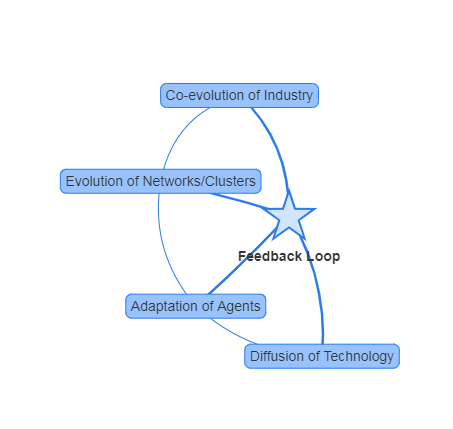 Co-evolution of Industry
Evolution of Networks/Clusters
Feedback Loop
Adaptation of Agents
Diffusion of Technology